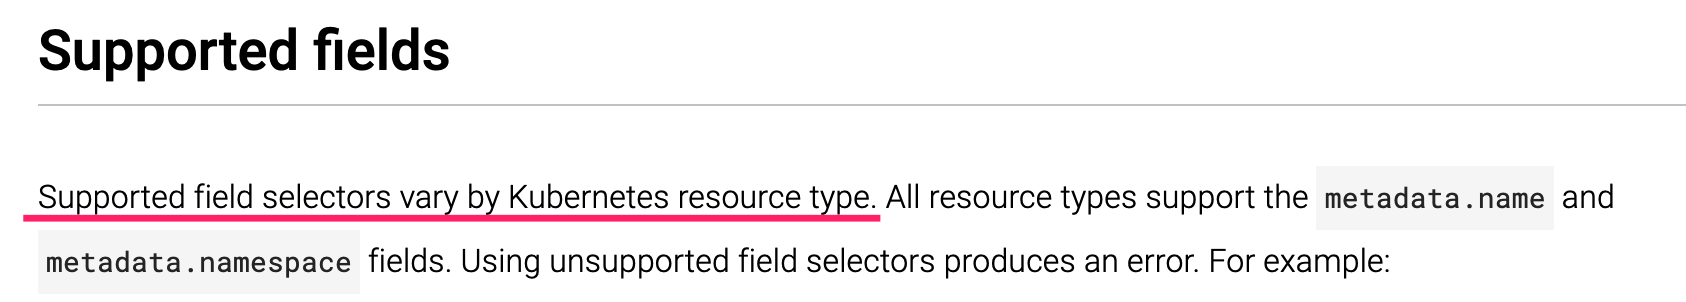 Supported fields
Supported field selectors vary by Kubernetes resource type. All resource types support the metadata.name and
metadata.namespace fields. Using unsupported field selectors produces an error. For example: